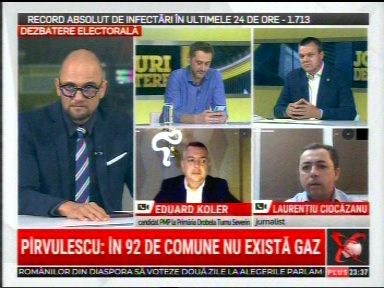 RECORD ABSOLUT DE INFECTĂRI ÎN ULTIMELE 24 DE ORE - 1.713
DEZBATERE ELECTORALĂ
EDUARD KOLER
candidat PMP la Primăria Drobeta Turnu Severin
LAURENȚIU CIOCĂZANU
jurnalist
PÎRVULESCU: ÎN 92 DE COMUNE NU EXISTĂ GAZ
ROMÂNILOR DIN DIASPORA SĂ VOTEZE DOUĂ ZILE LA ALEGERILE PARLAM
PLUS 23:37